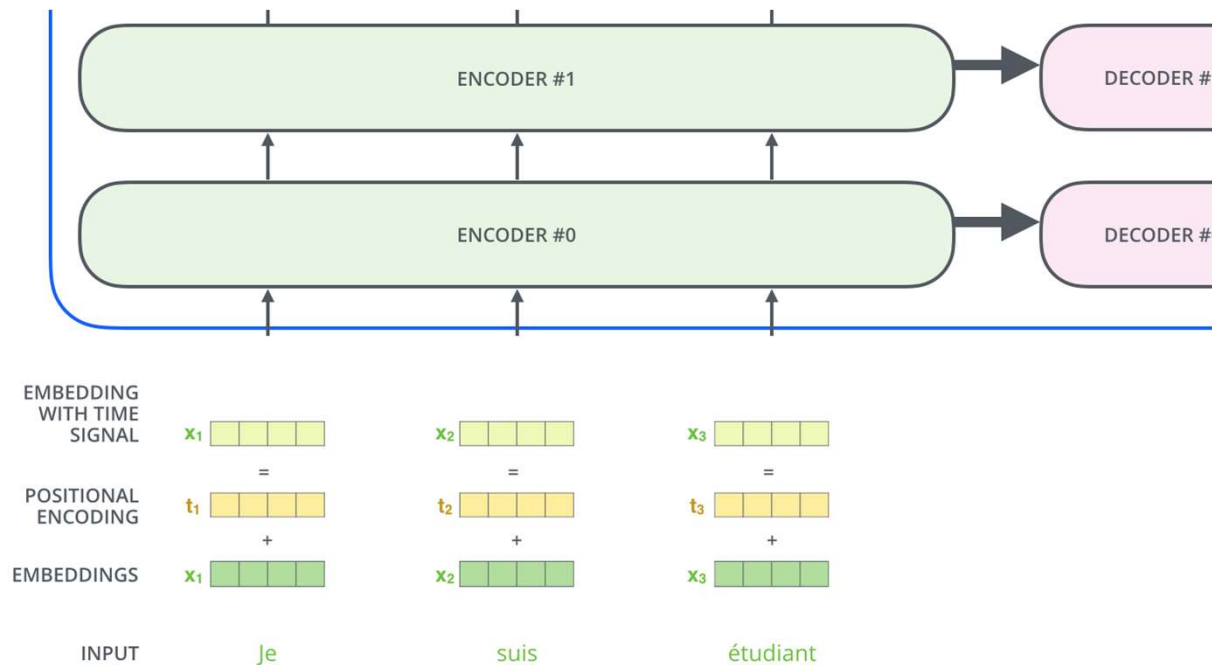 ENCODER #1
DECODER #
ENCODER #0
DECODER #
EMBEDDING
WITH TIME
SIGNAL
x₁ x₂ x₃
= = =
POSITIONAL
ENCODING
t₁ t₂ t₃
+ + +
EMBEDDINGS x₁ x₂ x₃
INPUT Je suis étudiant